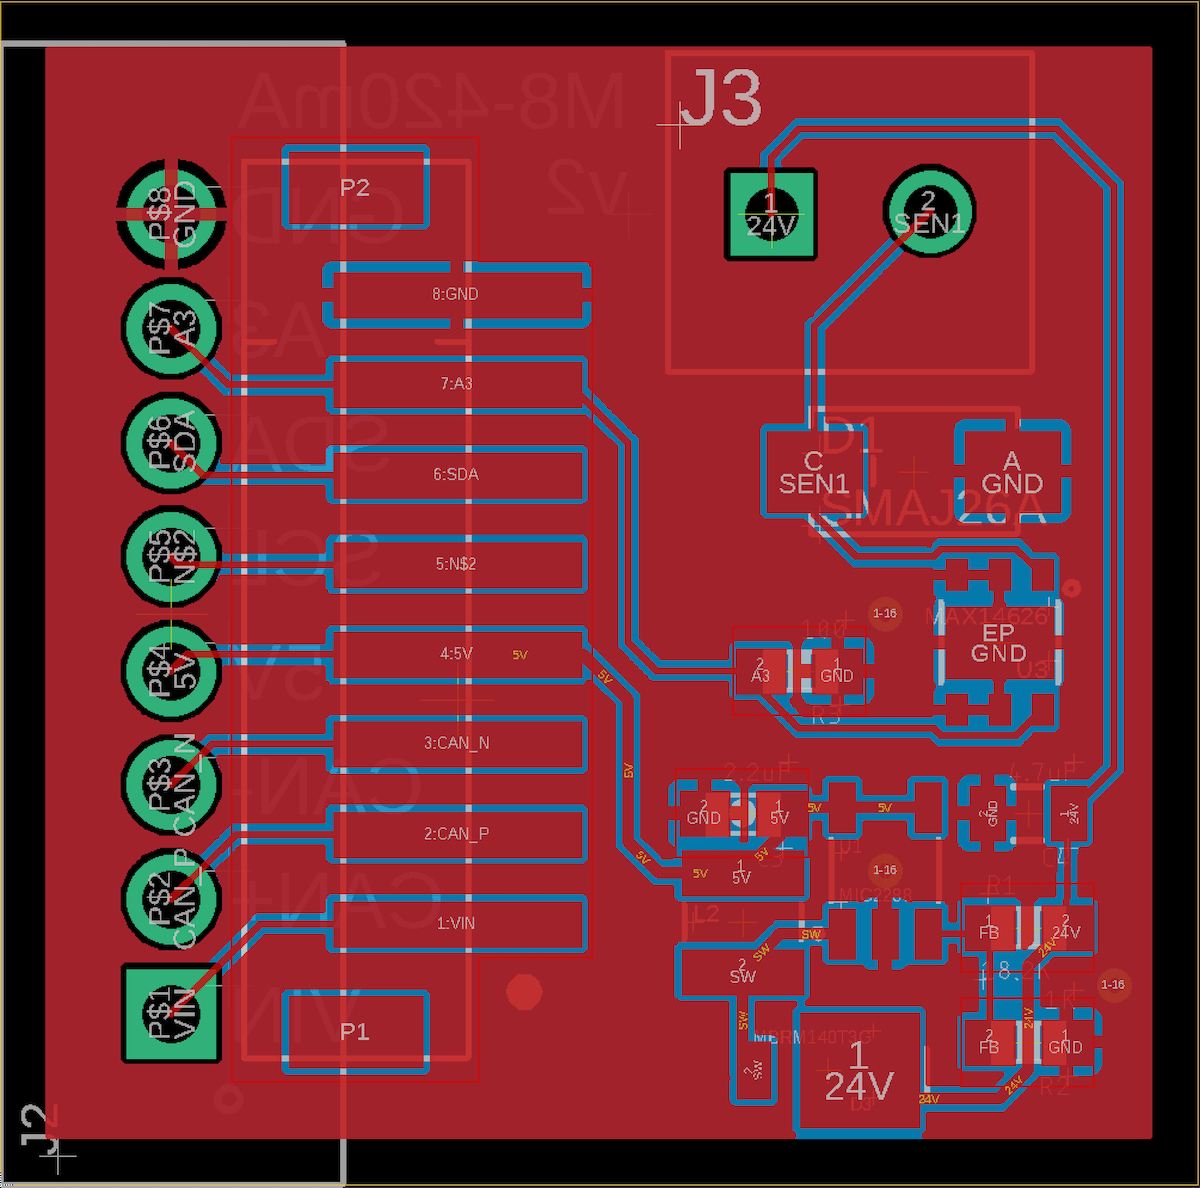 M8-420mA
v2
J3
P$8
GND
P2
GND
1
24V
2
SEN1
8:GND
P$7
A3
A3
7:A3
P$6
SDA
SDA
6:SDA
D1
C
SEN1
A
GND
SMAJ26A
P$5
N$2
SCL
5:N$2
1-16
MAX14626
100
EP
GND
U3
P$4
5V
5V
4:5V
5V
5V
2
A3
1
GND
R3
P$3
CAN_N
CAN-
3:CAN_N
5V
2.2uF
4.7uF
2
GND
1
5V
5V
5V
2
GND
1
24V
P$2
CAN_P
CAN+
2:CAN_P
5V
5V
5V
1
5V
C3
1-16
MIC2288
R1
L2
1:VIN
SW
SW
1
FB
2
24V
24V
18.2K
2
SW
P$1
VIN
VIN
P1
SW
MBRM140T3G
1K
1-16
24V
2
SW
1
24V
D3
2
FB
1
GND
24V
24V
R2
J2